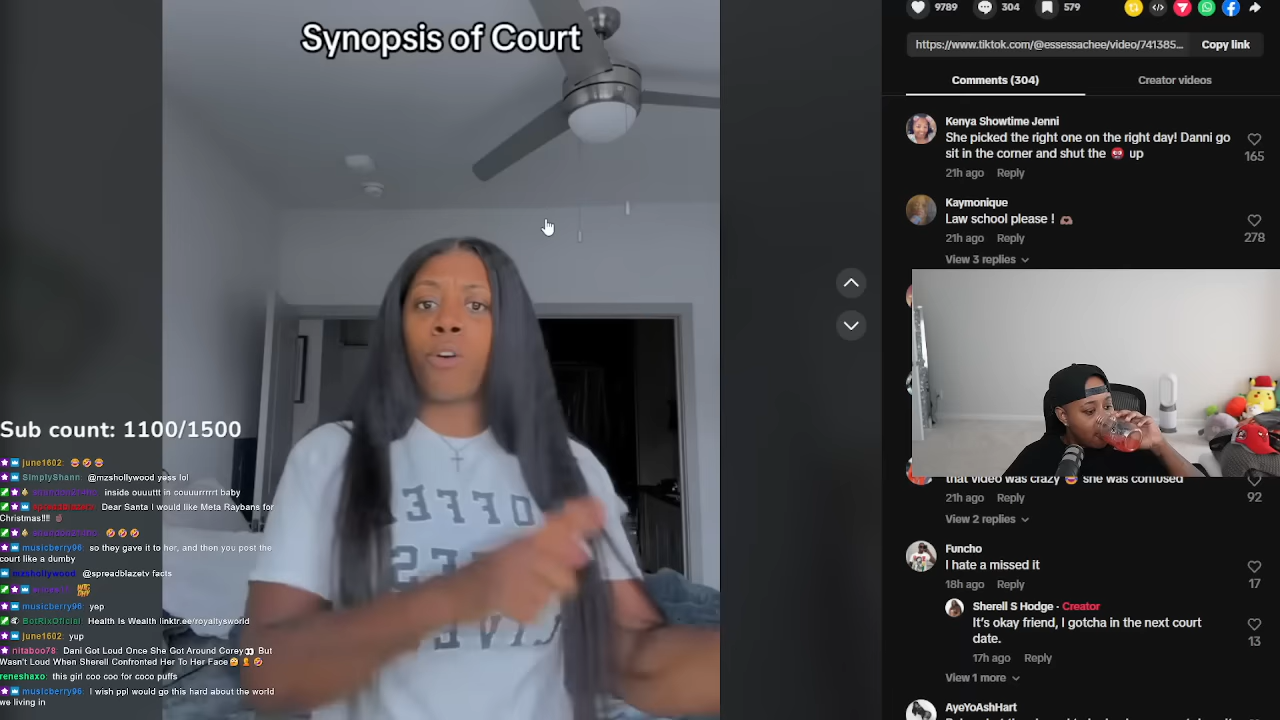 Synopsis of Court
Sub count: 1100/1500
june1602:
SimplyShann: @mzshollywood yess lol
inside ouuuttt in couuurrrrt baby
Dear Santa I would like Meta Raybans for
Christmas!!!!
musicberry96: so they gave it to her, and then you post the
court like a dumby
mzshollywood: @spreadblazetv facts
musicberry96: yep
BotRixOficial: Health Is Wealth linktr.ee/royaltysworld
june1602: yup
nitaboo78: Dani Got Loud Once She Got Around Corey But
Wasn't Loud When Sherell Confronted Her To Her Face
reneshaxo: this girl coo coo for coco puffs
musicberry96: I wish ppl would go this hard about the world
we living in
9789
304
579
https://www.tiktok.com/@essessachee/video/741385...
Copy link
Comments (304)
Creator videos
Kenya Showtime Jenni
She picked the right one on the right day! Danni go
sit in the corner and shut the 🤬 up
165
21h ago Reply
Kaymonique
Law school please ! 🫶🏾
278
21h ago Reply
View 3 replies
that video was crazy she was confused
21h ago Reply
92
View 2 replies
Funcho
I hate a missed it
17
18h ago Reply
Sherell S Hodge · Creator
It's okay friend, I gotcha in the next court
date.
13
17h ago Reply
View 1 more
AyeYoAshHart